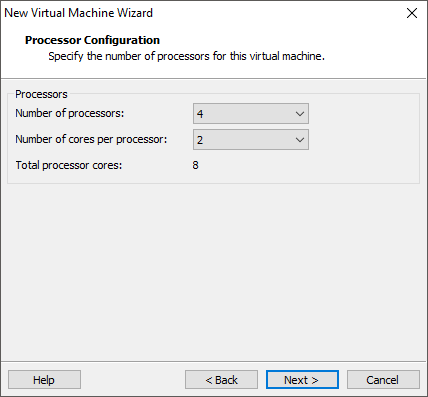 New Virtual Machine Wizard
Processor Configuration
Specify the number of processors for this virtual machine.
Processors
Number of processors: 4
Number of cores per processor: 2
Total processor cores: 8
Help < Back Next > Cancel